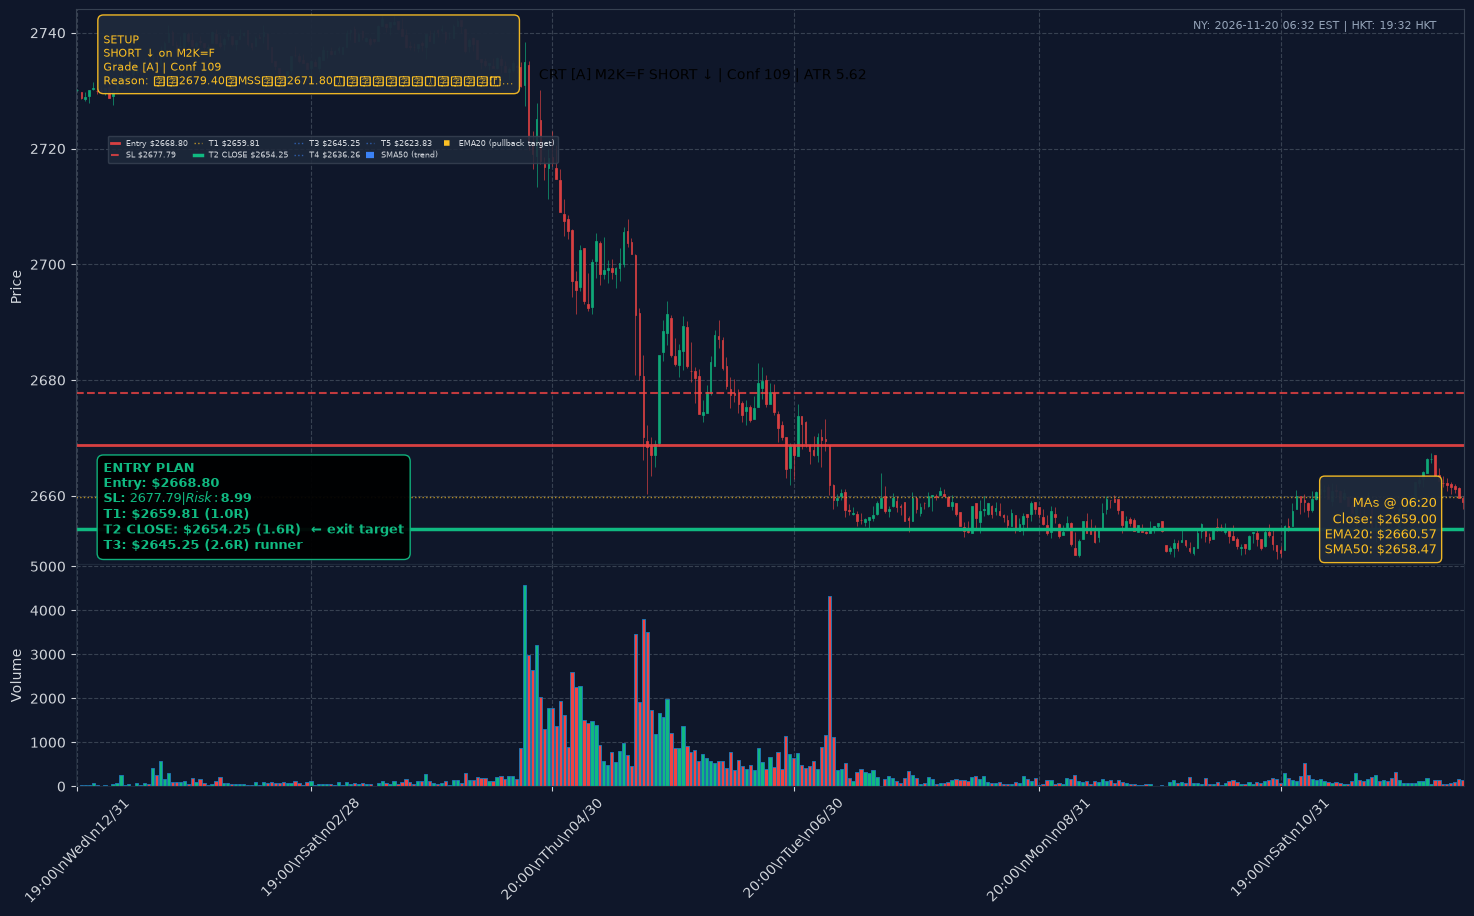 NY: 2026-11-20 06:32 EST | HKT: 19:32 HKT
SETUP
SHORT ↓ on M2K=F
Grade [A] | Conf 109
Reason: 2679.40 MSS 2671.80 ...
CRT [A] M2K=F SHORT ↓ | Conf 109 | ATR 5.62
Entry $2668.80
SL $2677.79
T1 $2659.81
T2 CLOSE $2654.25
T3 $2645.25
T4 $2636.26
T5 $2623.83
SMA50 (trend)
EMA20 (pullback target)
Price
2740
2720
2700
2680
2660
ENTRY PLAN
Entry: $2668.80
SL: 2677.79|Risk:8.99
T1: $2659.81 (1.0R)
T2 CLOSE: $2654.25 (1.6R) ← exit target
T3: $2645.25 (2.6R) runner
MAs @ 06:20
Close: $2659.00
EMA20: $2660.57
SMA50: $2658.47
Volume
5000
4000
3000
2000
1000
0
19:00\nWed\n12/31
19:00\nSat\n02/28
20:00\nThu\n04/30
20:00\nTue\n06/30
20:00\nMon\n08/31
19:00\nSat\n10/31